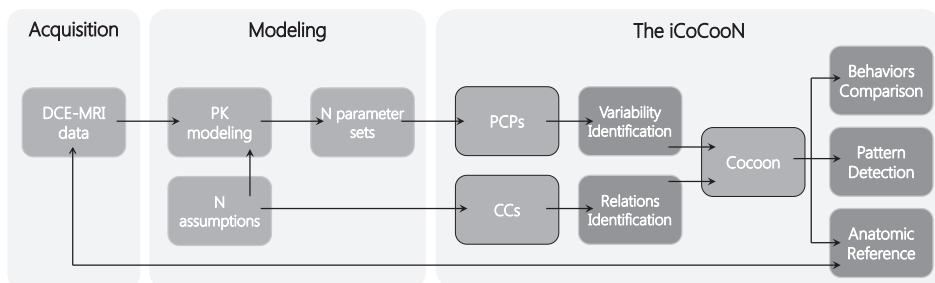 Acquisition
Modeling
The iCoCooN
DCE-MRI
data
PK
modeling
N parameter
sets
N
assumptions
PCPs
Variability
Identification
CCs
Relations
Identification
Cocoon
Behaviors
Comparison
Pattern
Detection
Anatomic
Reference